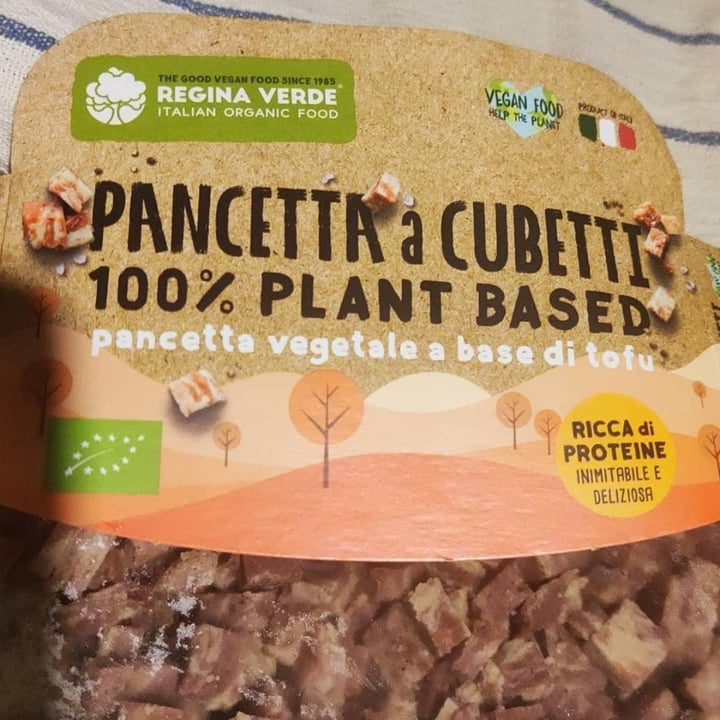 THE GOOD VEGAN FOOD SINCE 1985
REGINA VERDE®
ITALIAN ORGANIC FOOD
VEGAN FOOD
HELP THE PLANET
PRODUCT OF ITALY
PANCETTA a CUBETTI
100% PLANT BASED
pancetta vegetale a base di tofu
RICCA di
PROTEINE
INIMITABILE E
DELIZIOSA